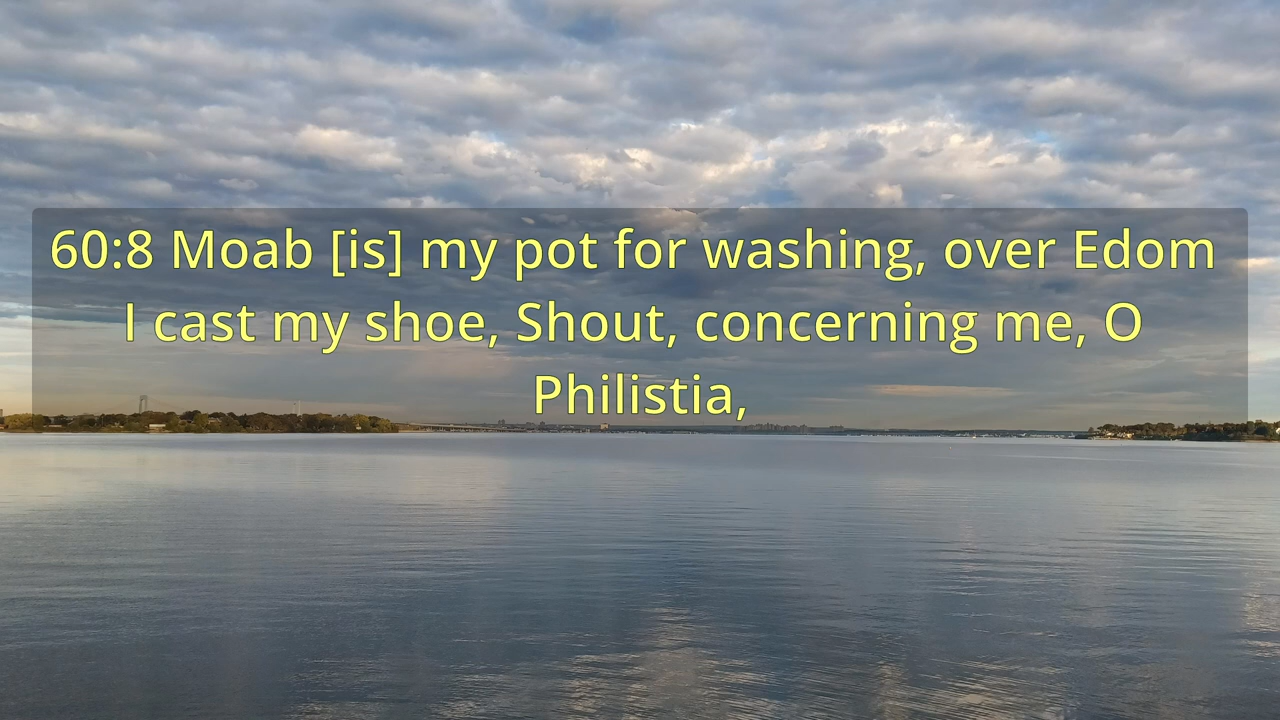 60:8 Moab [is] my pot for washing, over Edom
I cast my shoe, Shout, concerning me, O
Philistia,